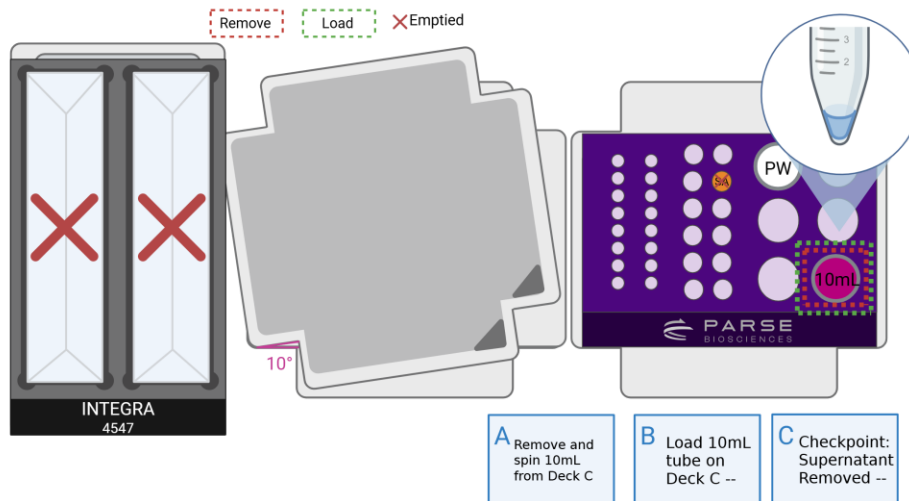 Remove
Load
Emptied
3
2
PW
S/A
10mL
PARSE
BIOSCIENCES
10°
INTEGRA
4547
A
Remove and
spin 10mL
from Deck C
B
Load 10mL
tube on
Deck C --
C
Checkpoint:
Supernatant
Removed --